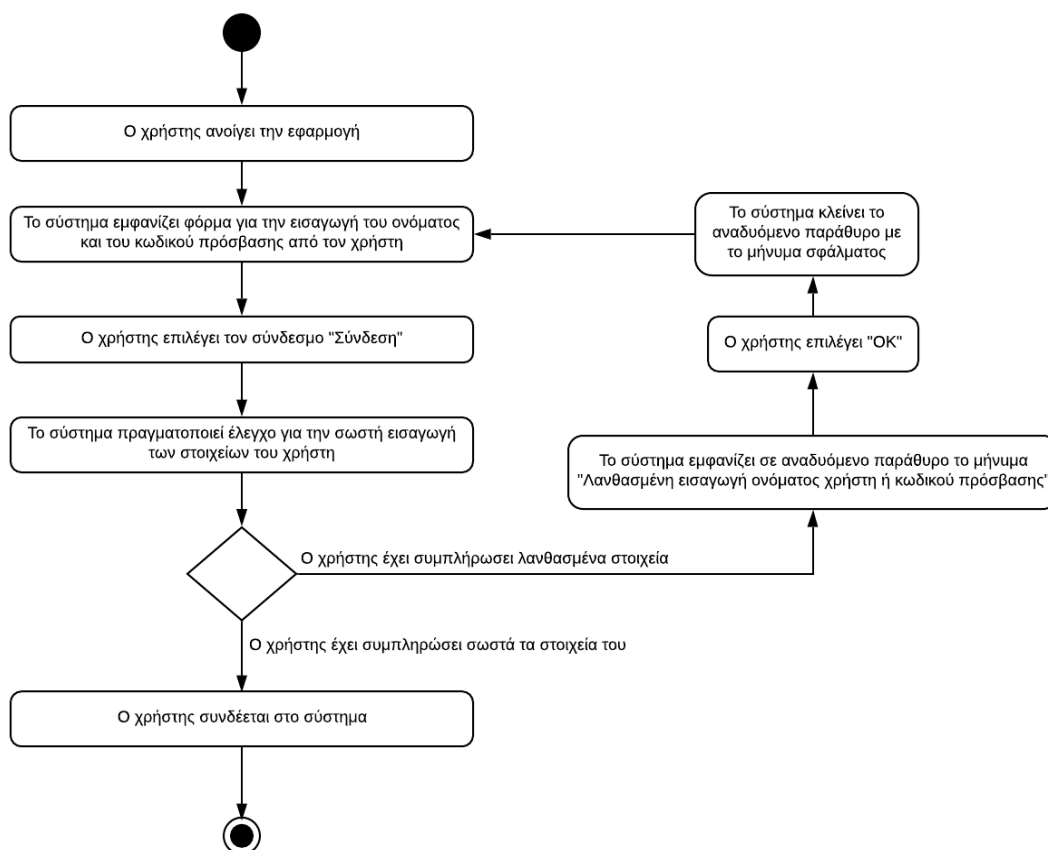 Ο χρήστης ανοίγει την εφαρμογή
Το σύστημα εμφανίζει φόρμα για την εισαγωγή του ονόματος
και του κωδικού πρόσβασης από τον χρήστη
Ο χρήστης επιλέγει τον σύνδεσμο "Σύνδεση"
Το σύστημα πραγματοποιεί έλεγχο για την σωστή εισαγωγή
των στοιχείων του χρήστη
Ο χρήστης έχει συμπλήρωσει λανθασμένα στοιχεία
Το σύστημα εμφανίζει σε αναδυόμενο παράθυρο το μήνυμα
"Λανθασμένη εισαγωγή ονόματος χρήστη ή κωδικού πρόσβασης"
Ο χρήστης επιλέγει "ΟΚ"
Το σύστημα κλείνει το
αναδυόμενο παράθυρο με
το μήνυμα σφάλματος
Ο χρήστης έχει συμπληρώσει σωστά τα στοιχεία του
Ο χρήστης συνδέεται στο σύστημα